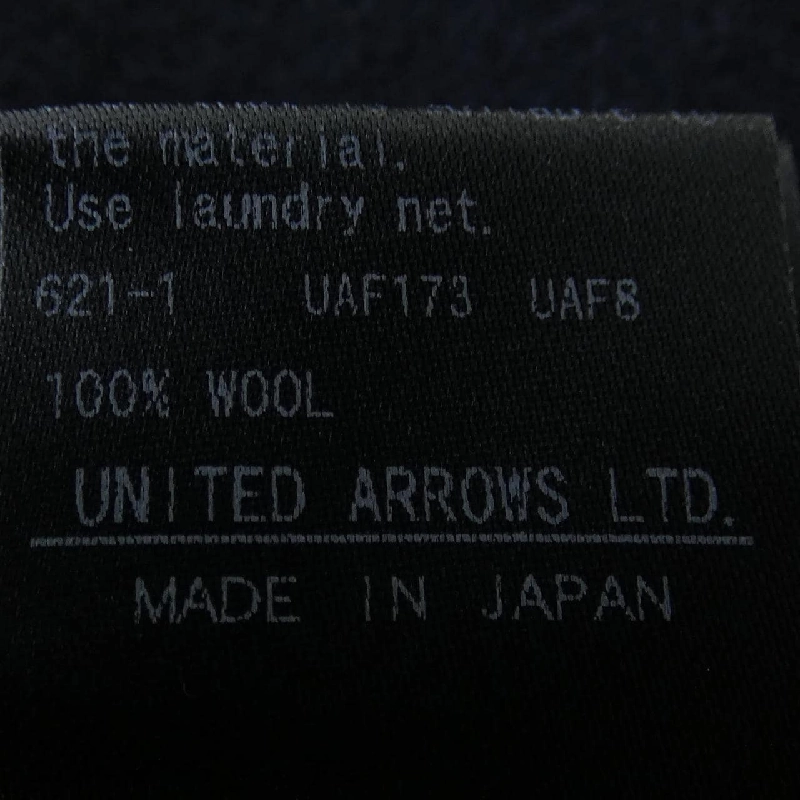 the material.
Use laundry net.
621-1 UAF173 UAF8
100% WOOL
UNITED ARROWS LTD.
MADE IN JAPAN